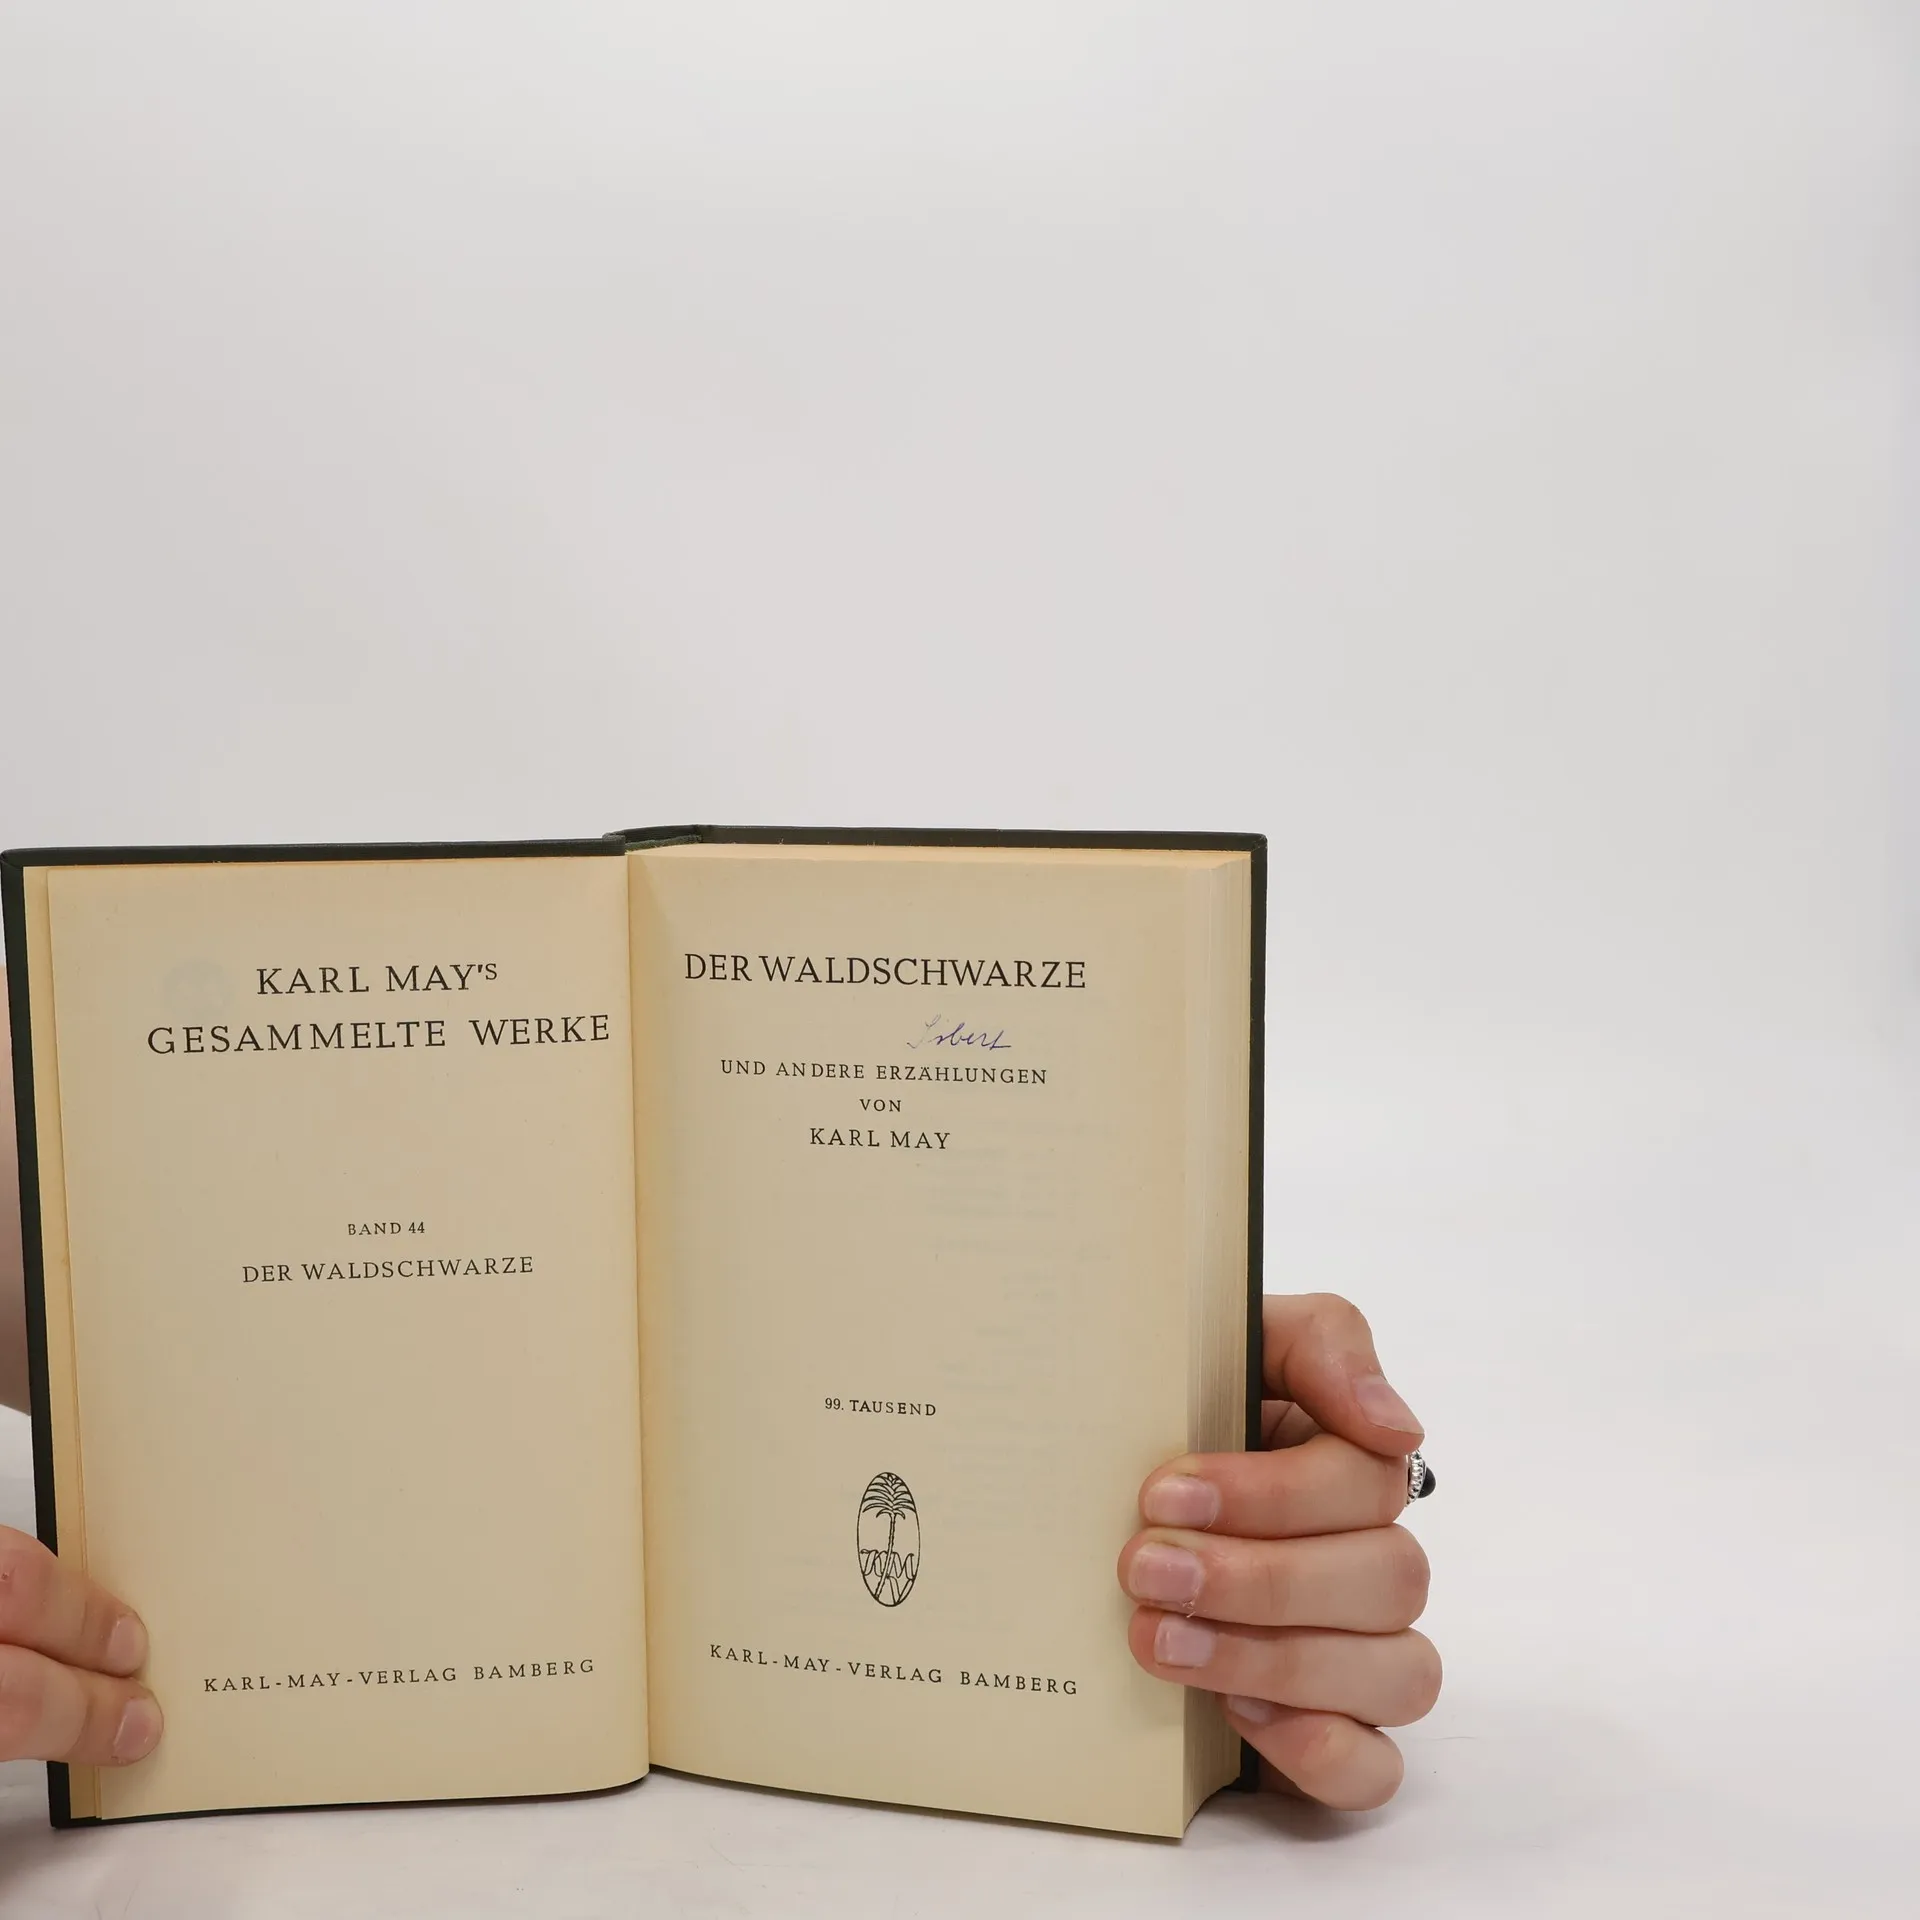 KARL MAY'S
GESAMMELTE WERKE
BAND 44
DER WALDSCHWARZE
KARL-MAY-VERLAG BAMBERG
DER WALDSCHWARZE
UND ANDERE ERZÄHLUNGEN
VON
KARL MAY
99. TAUSEND
KARL-MAY-VERLAG BAMBERG